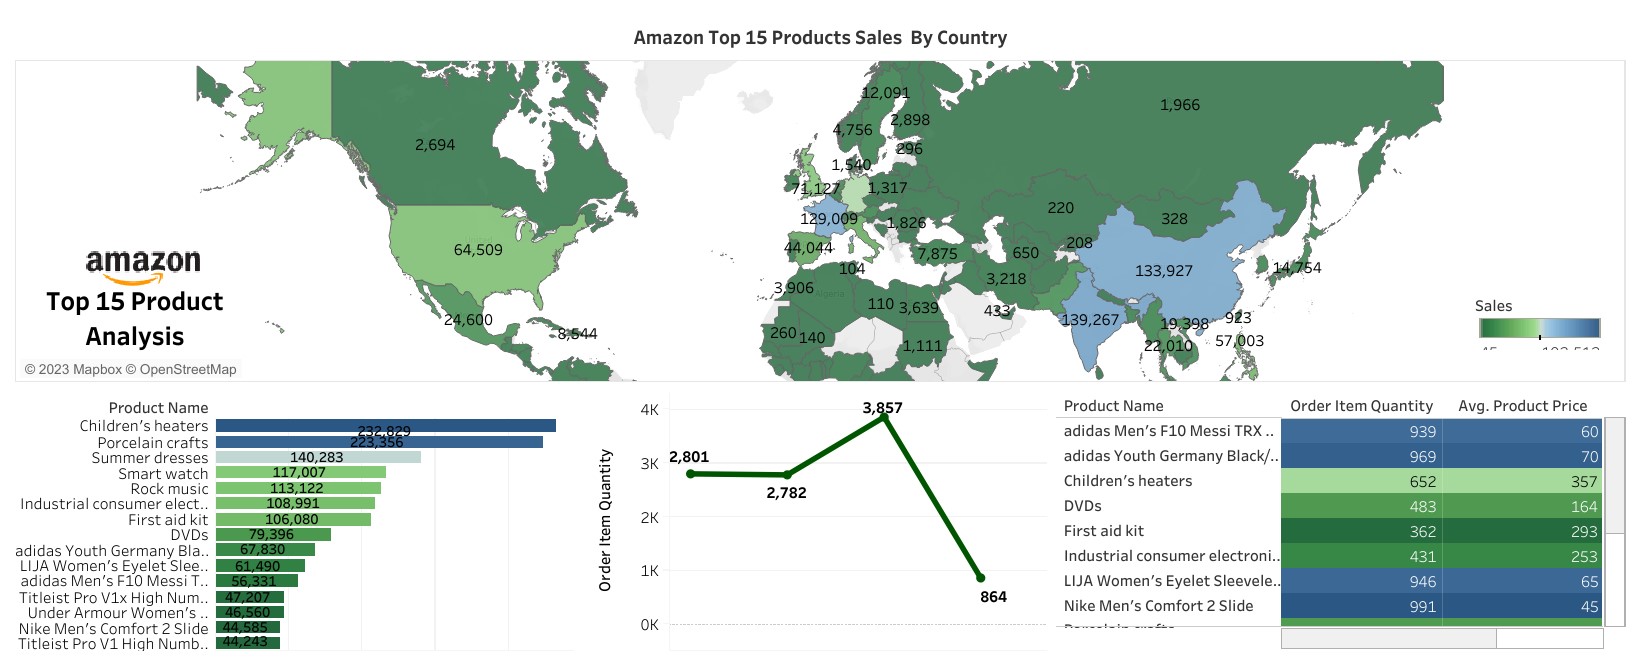 Amazon Top 15 Products Sales By Country
12,091
1,966
2,898
4,756
2,694
296
1,540
71,127
1,317
220
328
129,009
1,826
208
64,509
44,044
7,875
650
amazon
104
133,927
14,754
3,218
3,906
Algeria
Top 15 Product
Analysis
110
3,639
433
Sales
24,600
139,267
19,398
923
8,544
260
140
1,111
22,010
57,003
© 2023 Mapbox © OpenStreetMap
Product Name
Children's heaters
232,829
Porcelain crafts
223,356
Summer dresses
140,283
Smart watch
117,007
Rock music
113,122
Industrial consumer elect..
108,991
First aid kit
106,080
DVDs
79,396
adidas Youth Germany Bla..
67,830
LIJA Women's Eyelet Slee..
61,490
adidas Men's F10 Messi T..
56,331
Titleist Pro V1x High Num..
47,207
Under Armour Women's ..
46,560
Nike Men's Comfort 2 Slide
44,585
Titleist Pro V1 High Numb..
44,243
Order Item Quantity
4K
3K
2K
1K
0K
2,801
2,782
3,857
864
Product Name Order Item Quantity Avg. Product Price
adidas Men's F10 Messi TRX .. 939 60
adidas Youth Germany Black/.. 969 70
Children's heaters 652 357
DVDs 483 164
First aid kit 362 293
Industrial consumer electroni.. 431 253
LIJA Women's Eyelet Sleevele.. 946 65
Nike Men's Comfort 2 Slide 991 45